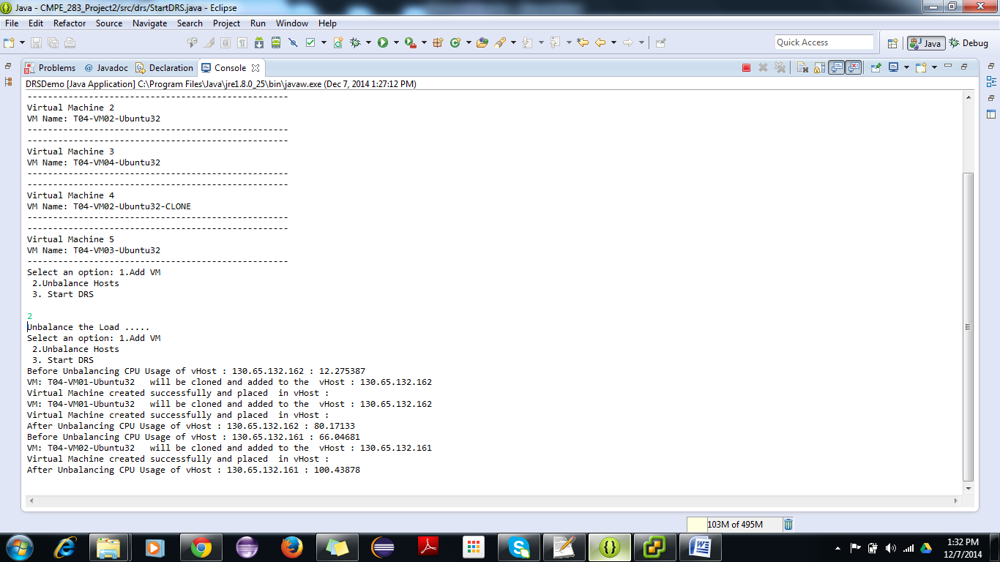 Java - CMPE_283_Project2/src/drs/StartDRS.java - Eclipse
File Edit Refactor Source Navigate Search Project Run Window Help
Quick Access
Java
Debug
Problems @ Javadoc Declaration Console
DRSDemo [Java Application] C:\Program Files\Java\jre1.8.0_25\bin\javaw.exe (Dec 7, 2014 1:27:12 PM)
---------------------------------------------------
Virtual Machine 2
VM Name: T04-VM02-Ubuntu32
---------------------------------------------------
---------------------------------------------------
Virtual Machine 3
VM Name: T04-VM04-Ubuntu32
---------------------------------------------------
---------------------------------------------------
Virtual Machine 4
VM Name: T04-VM02-Ubuntu32-CLONE
---------------------------------------------------
---------------------------------------------------
Virtual Machine 5
VM Name: T04-VM03-Ubuntu32
---------------------------------------------------
Select an option: 1.Add VM
 2.Unbalance Hosts
 3. Start DRS
2
Unbalance the Load .....
Select an option: 1.Add VM
 2.Unbalance Hosts
 3. Start DRS
Before Unbalancing CPU Usage of vHost : 130.65.132.162 : 12.275387
VM: T04-VM01-Ubuntu32   will be cloned and added to the  vHost : 130.65.132.162
Virtual Machine created successfully and placed  in vHost :
VM: T04-VM01-Ubuntu32   will be cloned and added to the  vHost : 130.65.132.162
Virtual Machine created successfully and placed  in vHost :
After Unbalancing CPU Usage of vHost : 130.65.132.162 : 80.17133
Before Unbalancing CPU Usage of vHost : 130.65.132.161 : 66.04681
VM: T04-VM02-Ubuntu32   will be cloned and added to the  vHost : 130.65.132.161
Virtual Machine created successfully and placed  in vHost :
After Unbalancing CPU Usage of vHost : 130.65.132.161 : 100.43878
103M of 495M
1:32 PM
12/7/2014